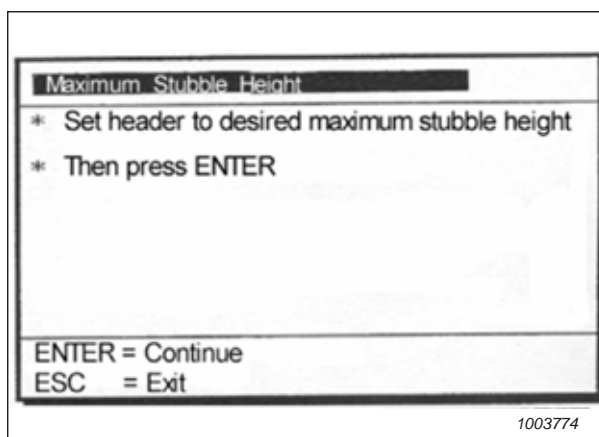 Maximum Stubble Height
* Set header to desired maximum stubble height
* Then press ENTER
ENTER = Continue
ESC = Exit
1003774